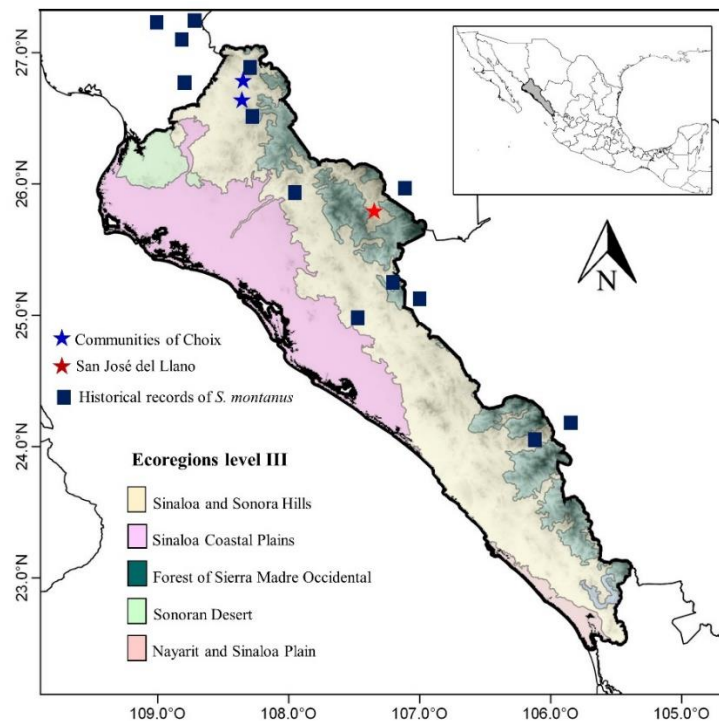 27.0°N
26.0°N
25.0°N
24.0°N
23.0°N
N
Communities of Choix
San José del Llano
Historical records of S. montanus
Ecoregions level III
Sinaloa and Sonora Hills
Sinaloa Coastal Plains
Forest of Sierra Madre Occidental
Sonoran Desert
Nayarit and Sinaloa Plain
109.0°O 108.0°O 107.0°O 106.0°O 105.0°O